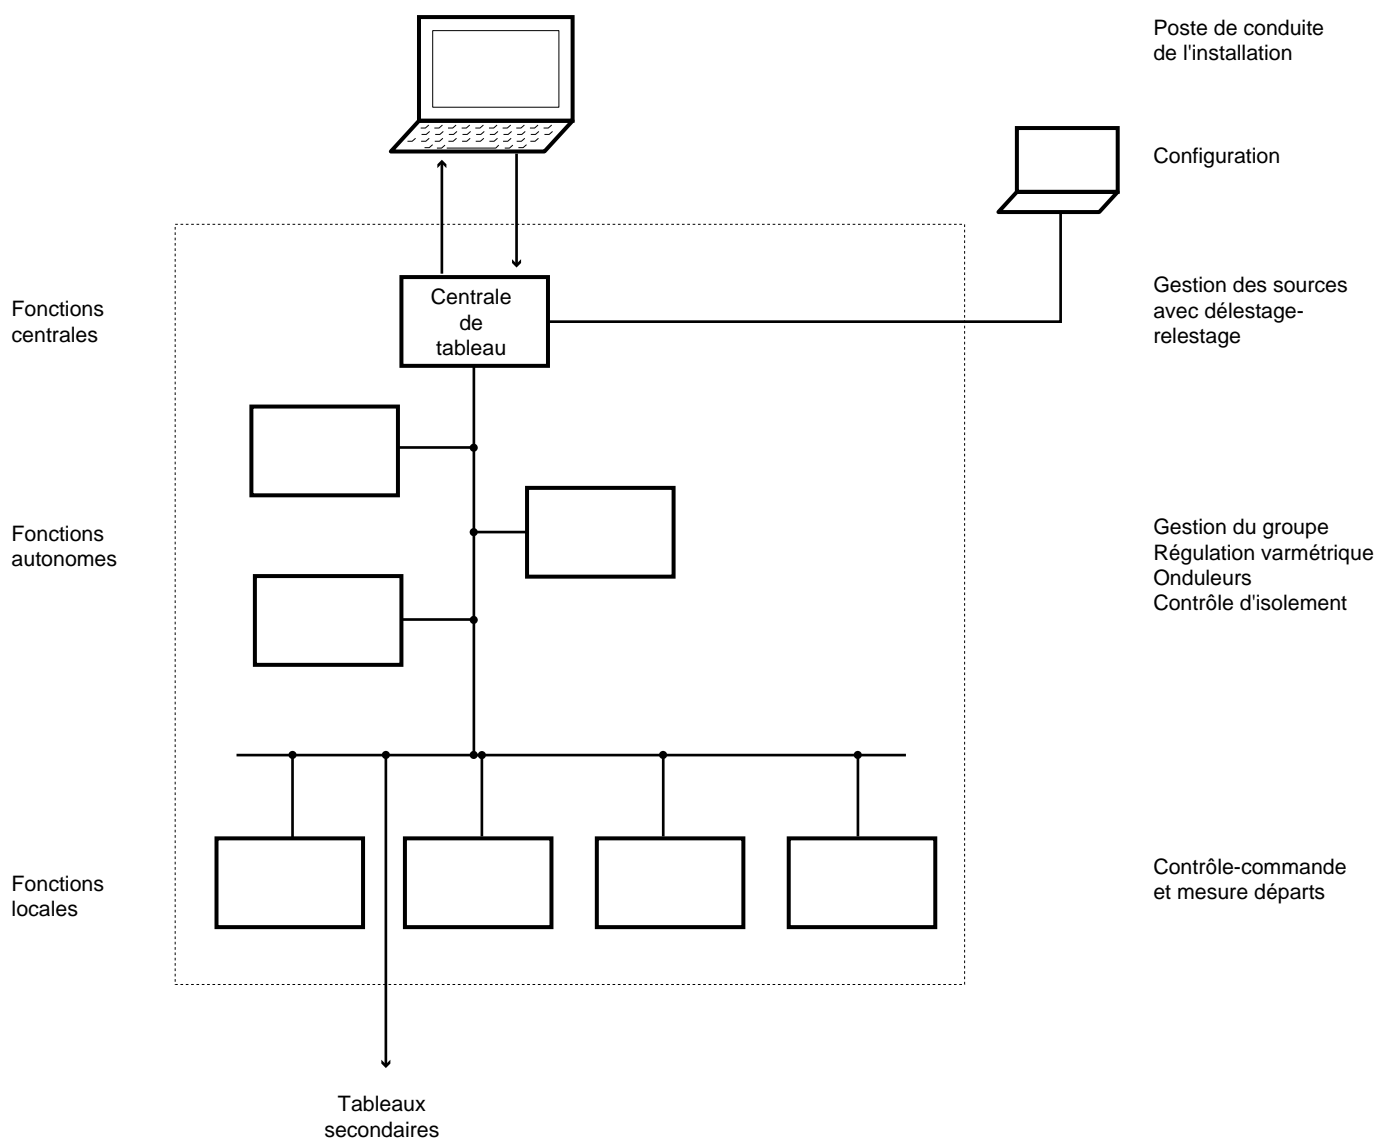 Poste de conduite
de l'installation
Configuration
Centrale
de
tableau
Fonctions
centrales
Gestion des sources
avec délestage-
relestage
Fonctions
autonomes
Gestion du groupe
Régulation varmétrique
Onduleurs
Contrôle d'isolement
Fonctions
locales
Contrôle-commande
et mesure départs
Tableaux
secondaires